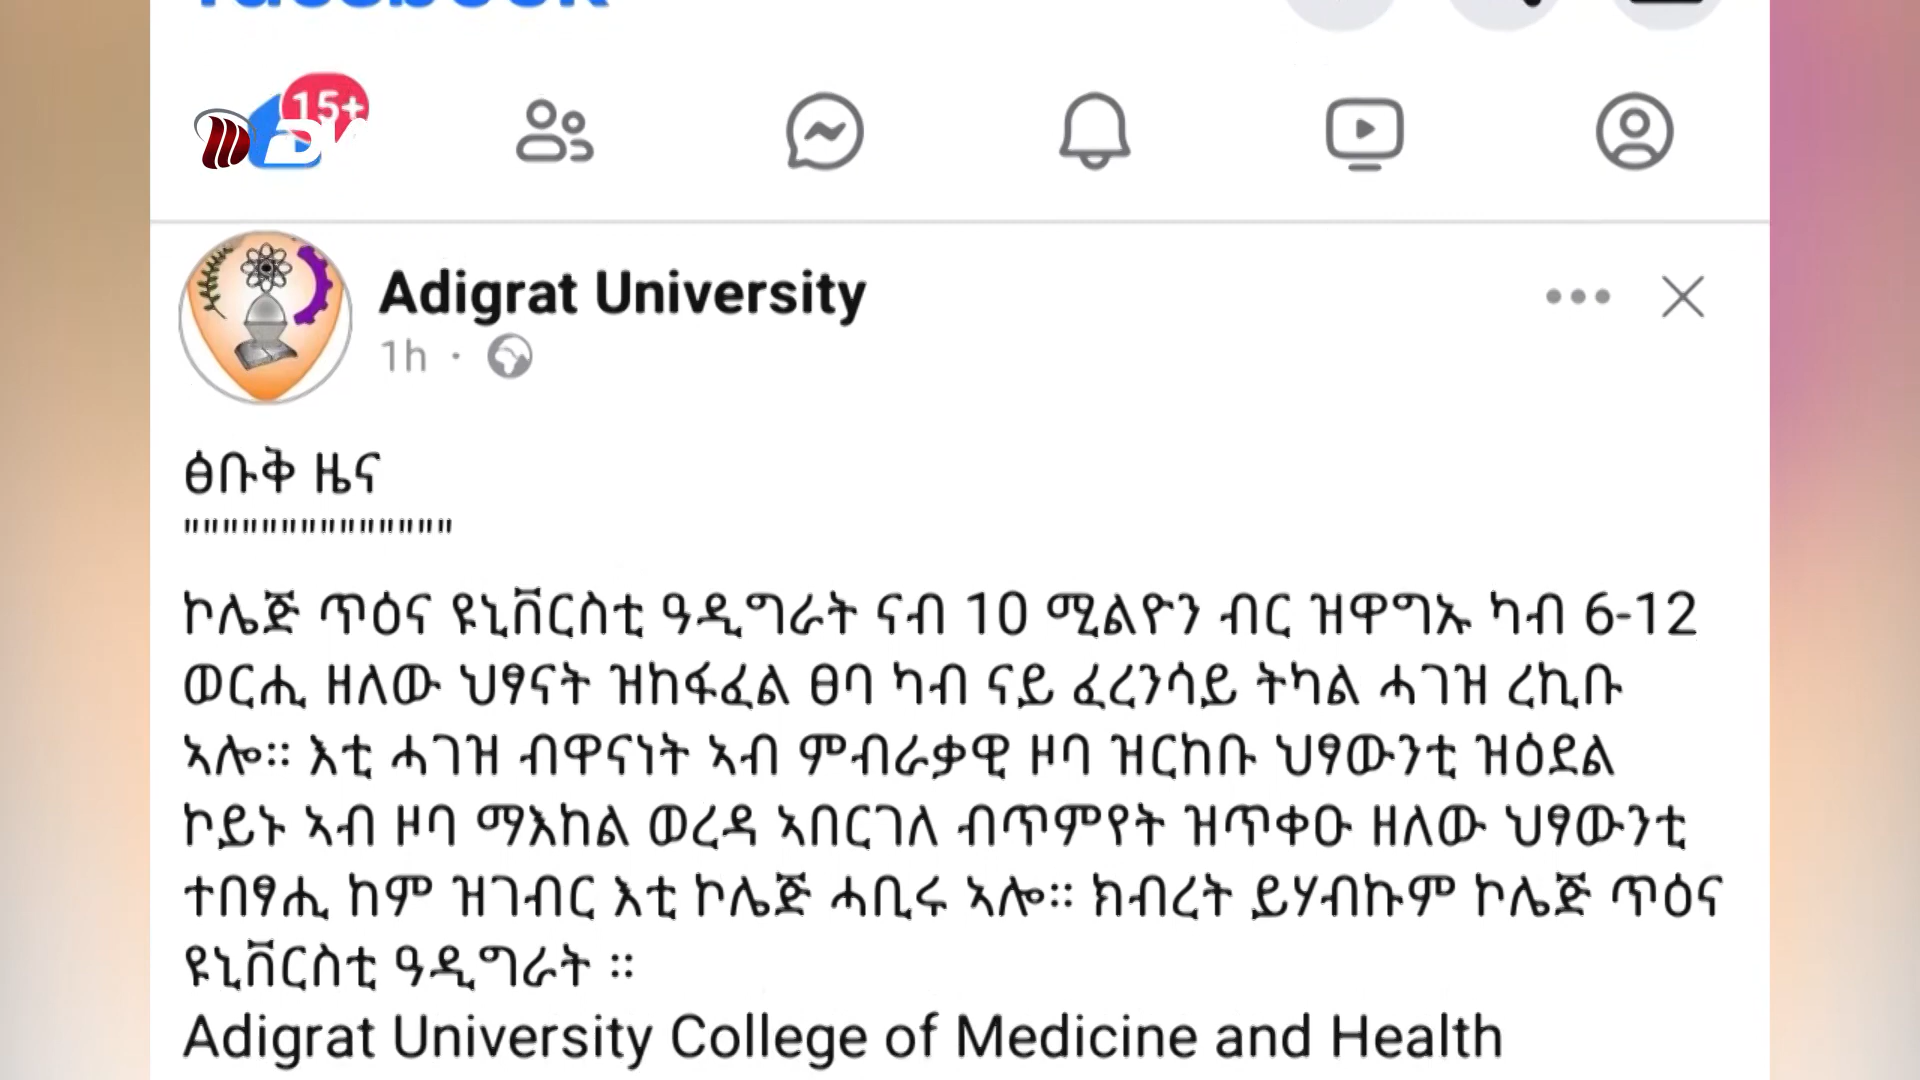 facebook
15+
Adigrat University
1h ·
ፅቡቅ ዜና
""""""""""""""
ኮሌጅ ጥዕና ዩኒቨርስቲ ዓዲግራት ናብ 10 ሚልዮን ብር ዝዋግኡ ካብ 6-12
ወርሒ ዘለው ህፃናት ዝከፋፈል ፀባ ካብ ናይ ፈረንሳይ ትካል ሓገዝ ረኪቡ
ኣሎ። እቲ ሓገዝ ብዋናነት ኣብ ምብራቃዊ ዞባ ዝርከቡ ህፃውንቲ ዝዕደል
ኮይኑ ኣብ ዞባ ማእከል ወረዳ ኣበርገለ ብጥምየት ዝጥቀዑ ዘለው ህፃውንቲ
ተበፃሒ ከም ዝገብር እቲ ኮሌጅ ሓቢሩ ኣሎ። ክብረት ይሃብኩም ኮሌጅ ጥዕና
ዩኒቨርስቲ ዓዲግራት ።
Adigrat University College of Medicine and Health